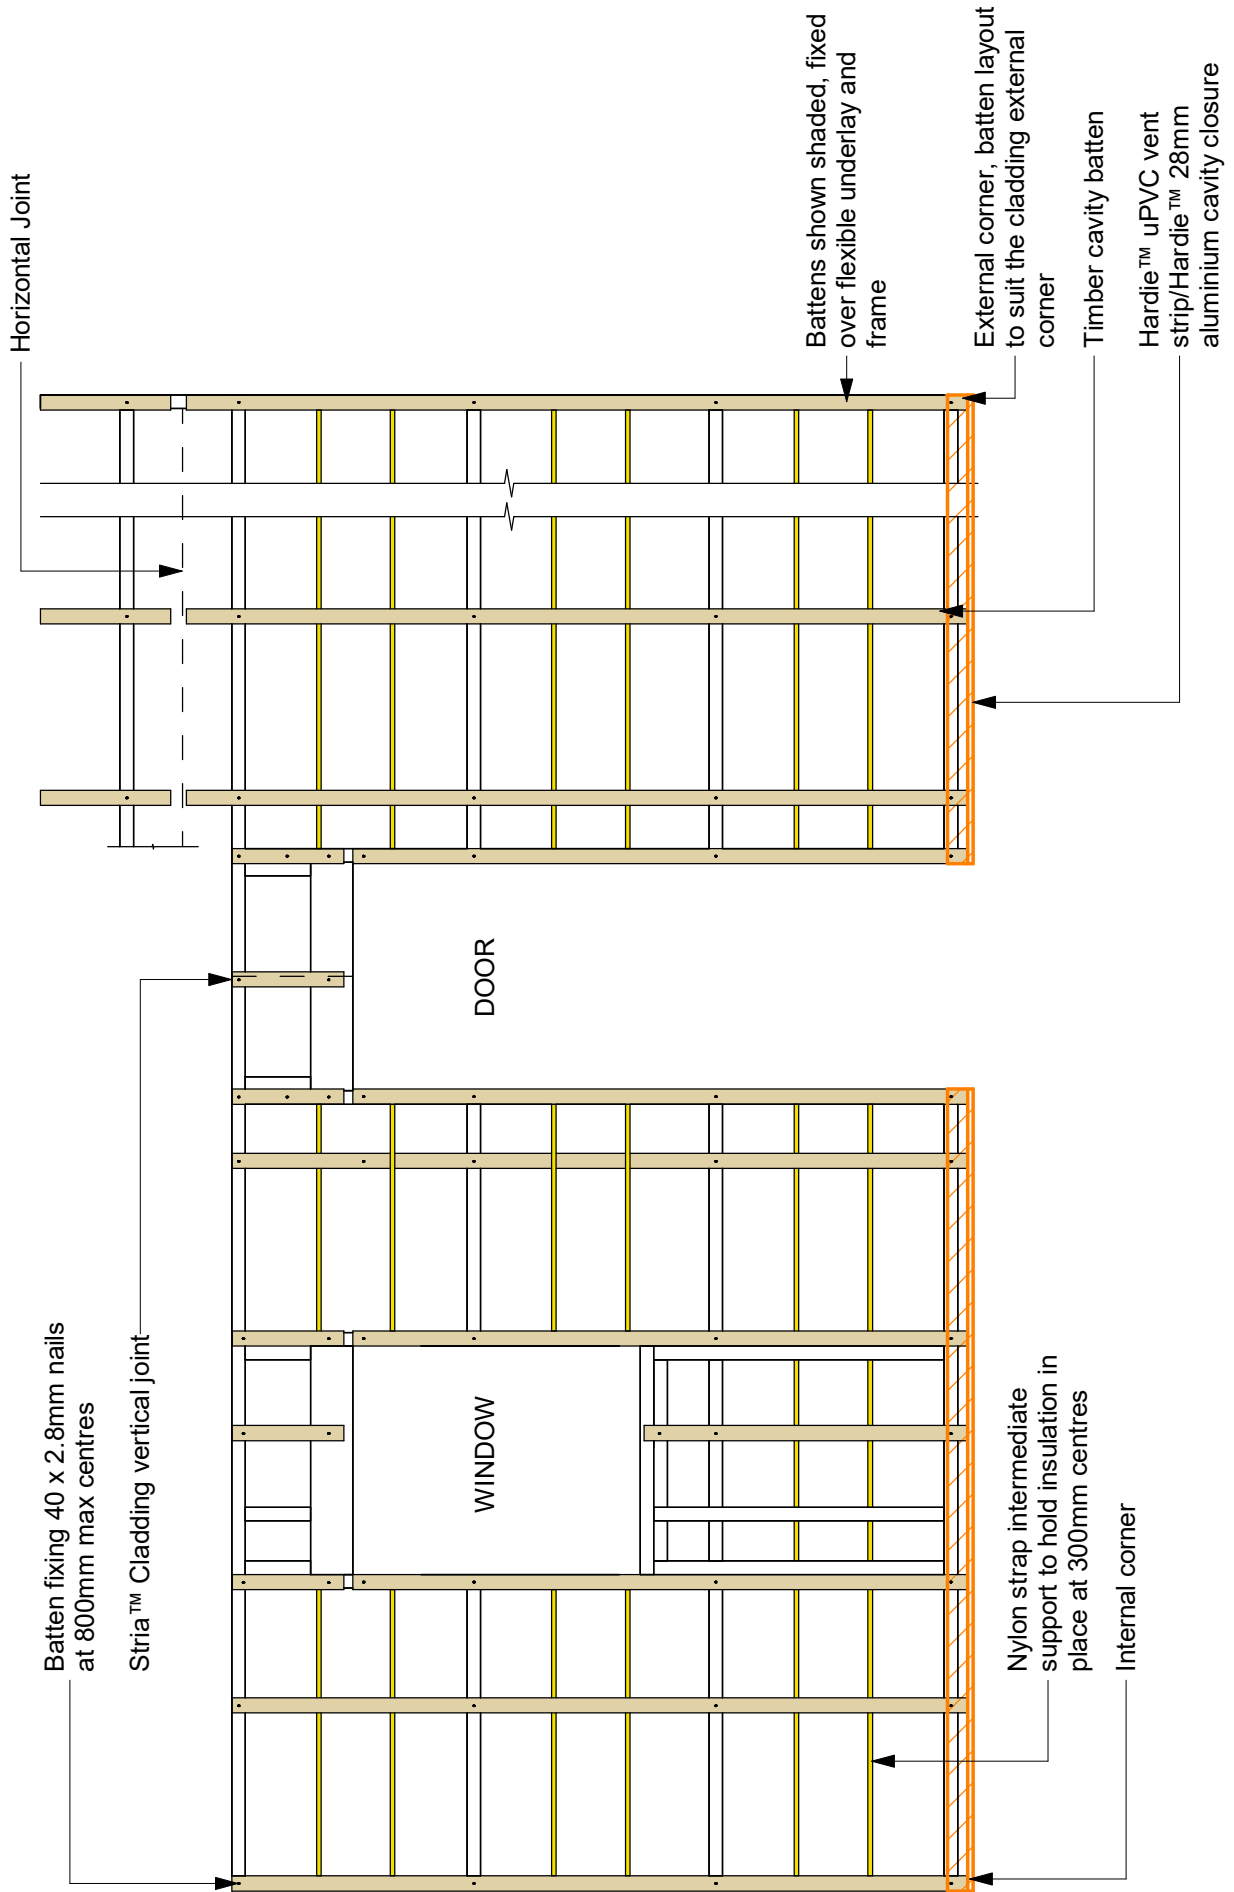 Batten fixing 40 x 2.8mm nails
at 800mm max centres
Stria™ Cladding vertical joint
Horizontal Joint
WINDOW
DOOR
Battens shown shaded, fixed
over flexible underlay and
frame
External corner, batten layout
to suit the cladding external
corner
Timber cavity batten
Hardie™ uPVC vent
strip/Hardie™ 28mm
aluminium cavity closure
Nylon strap intermediate
support to hold insulation in
place at 300mm centres
Internal corner